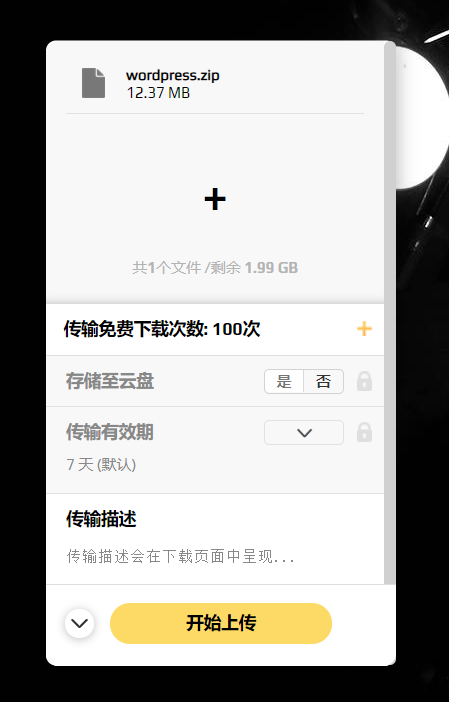 wordpress.zip
12.37 MB
共1个文件 /剩余 1.99 GB
传输免费下载次数: 100次
存储至云盘 是 否
传输有效期
7 天 (默认)
传输描述
传输描述会在下载页面中呈现...
开始上传